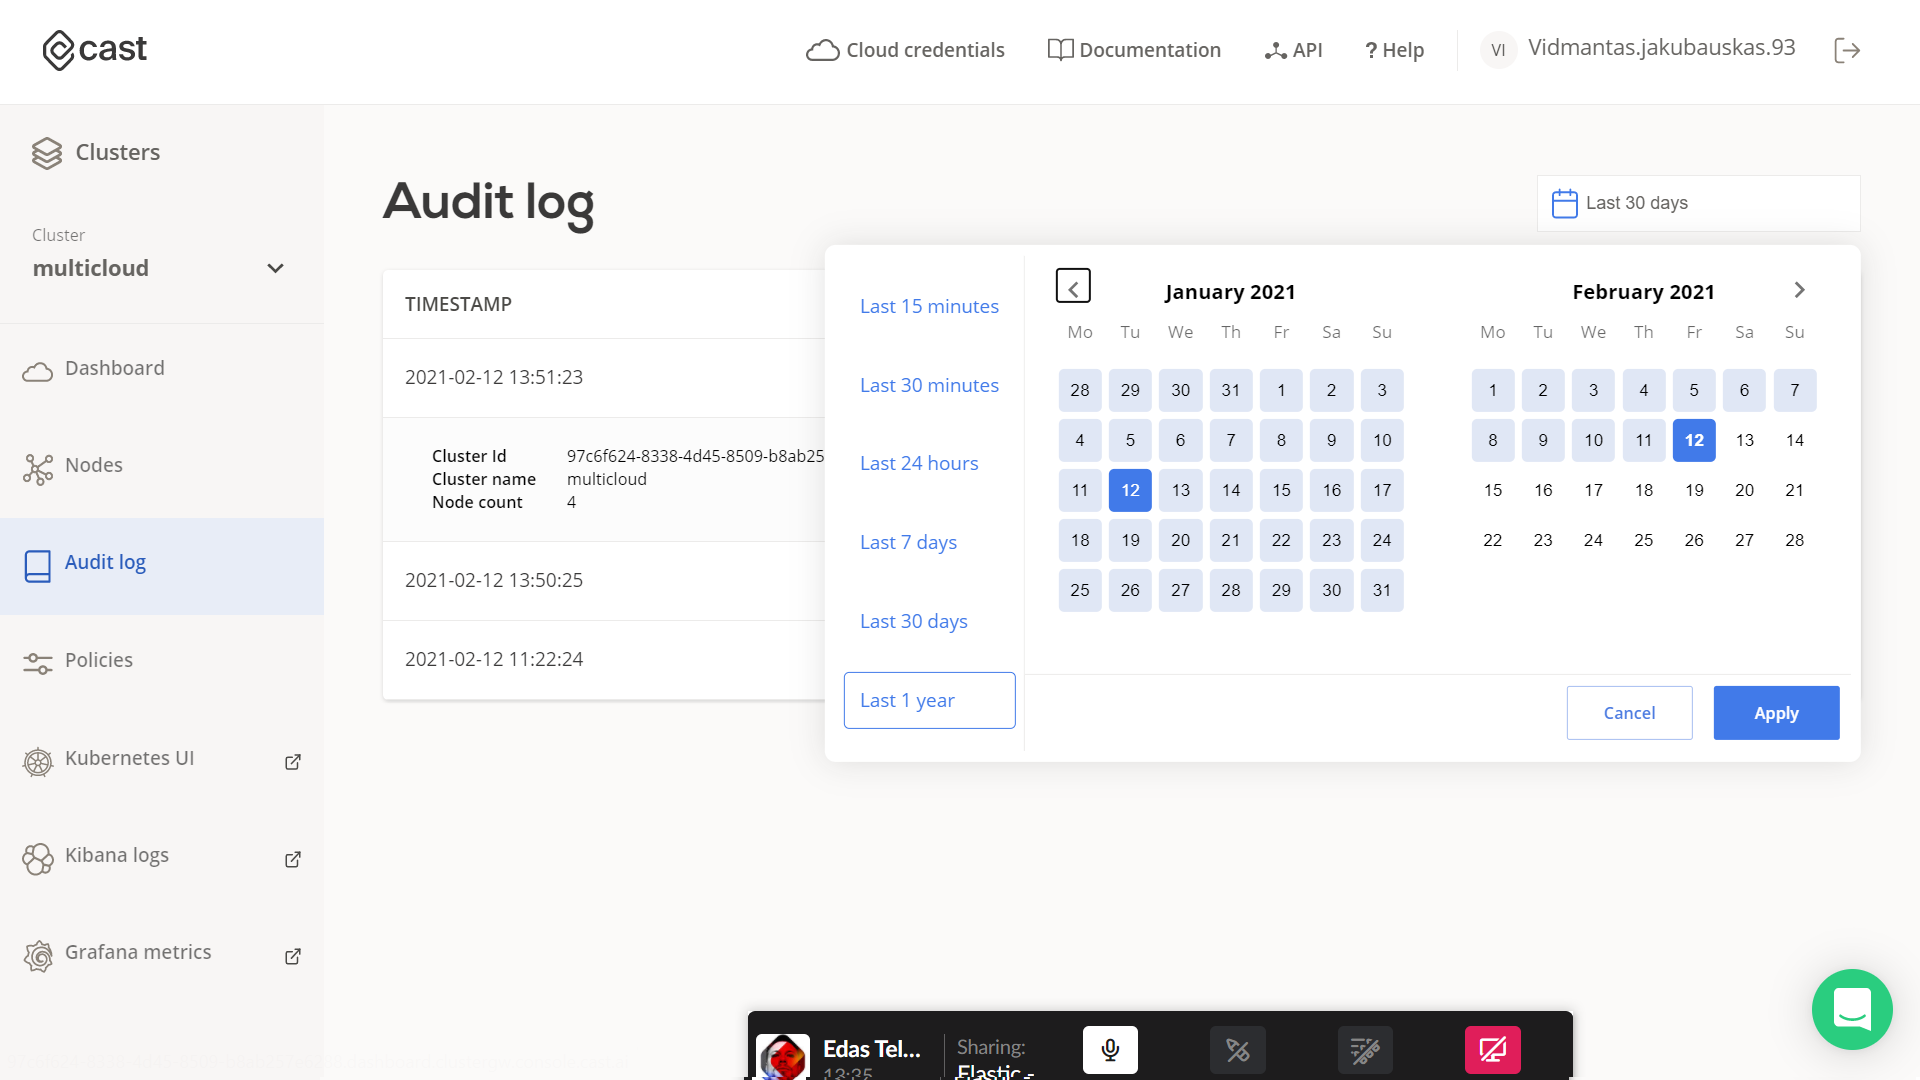 cast
Cloud credentials
Documentation
API
? Help
VI
Vidmantas.jakubauskas.93
Clusters
Cluster
multicloud
Dashboard
Nodes
Audit log
Policies
Kubernetes UI
Kibana logs
Grafana metrics
Audit log
Last 30 days
TIMESTAMP
2021-02-12 13:51:23
Cluster Id 97c6f624-8338-4d45-8509-b8ab25
Cluster name multicloud
Node count 4
2021-02-12 13:50:25
2021-02-12 11:22:24
Last 15 minutes
Last 30 minutes
Last 24 hours
Last 7 days
Last 30 days
Last 1 year
January 2021
Mo Tu We Th Fr Sa Su
28 29 30 31 1 2 3
4 5 6 7 8 9 10
11 12 13 14 15 16 17
18 19 20 21 22 23 24
25 26 27 28 29 30 31
February 2021
Mo Tu We Th Fr Sa Su
1 2 3 4 5 6 7
8 9 10 11 12 13 14
15 16 17 18 19 20 21
22 23 24 25 26 27 28
Cancel
Apply
Edas Tel...
13:35
Sharing:
Elastic -